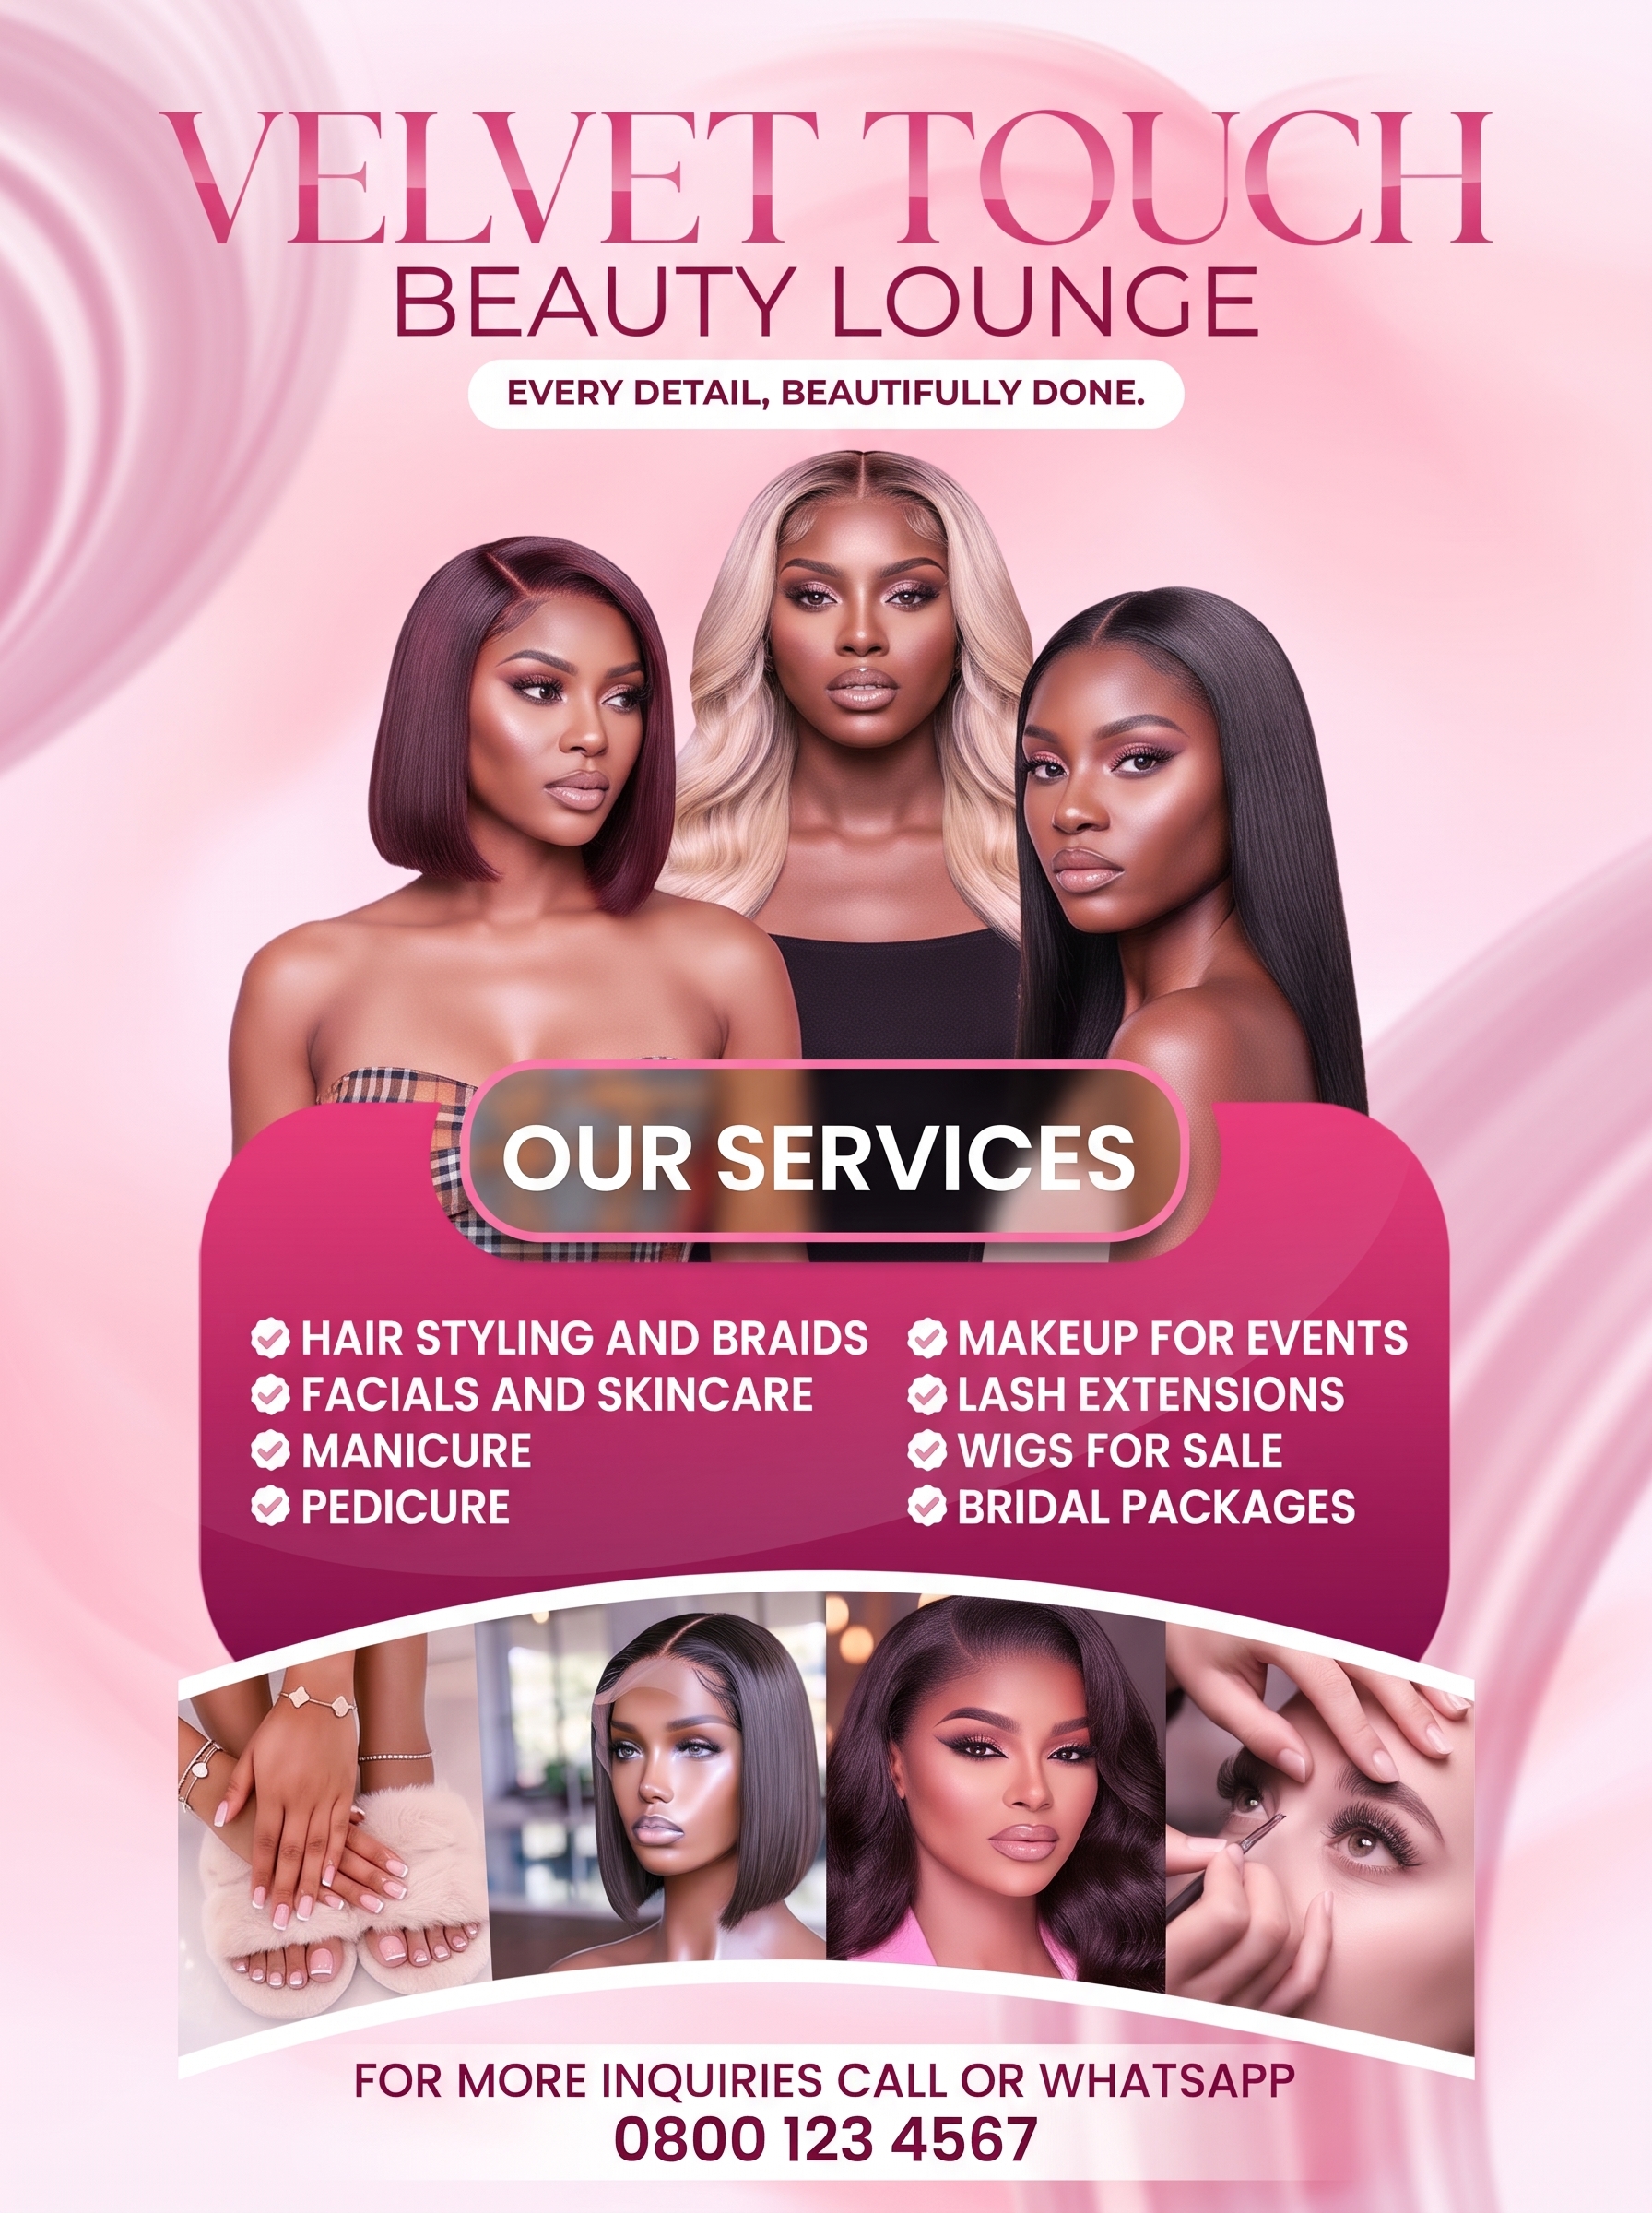 VELVET TOUCH
BEAUTY LOUNGE
EVERY DETAIL, BEAUTIFULLY DONE.
OUR SERVICES
HAIR STYLING AND BRAIDS
FACIALS AND SKINCARE
MANICURE
PEDICURE
MAKEUP FOR EVENTS
LASH EXTENSIONS
WIGS FOR SALE
BRIDAL PACKAGES
FOR MORE INQUIRIES CALL OR WHATSAPP
0800 123 4567